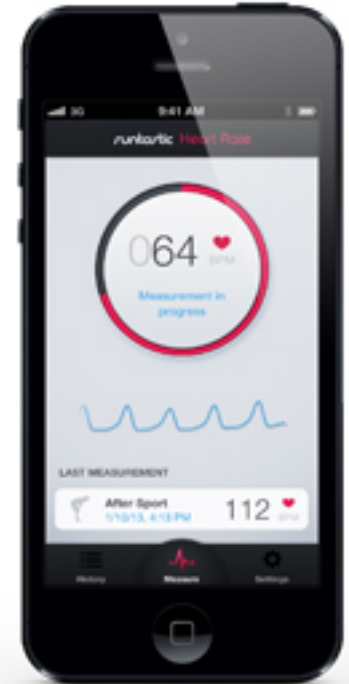 3G 9:41 AM
runtastic Heart Rate
064
BPM
Measurement in
progress
LAST MEASUREMENT
After Sport
1/10/13, 4:13 PM
112
BPM
History Measure Settings